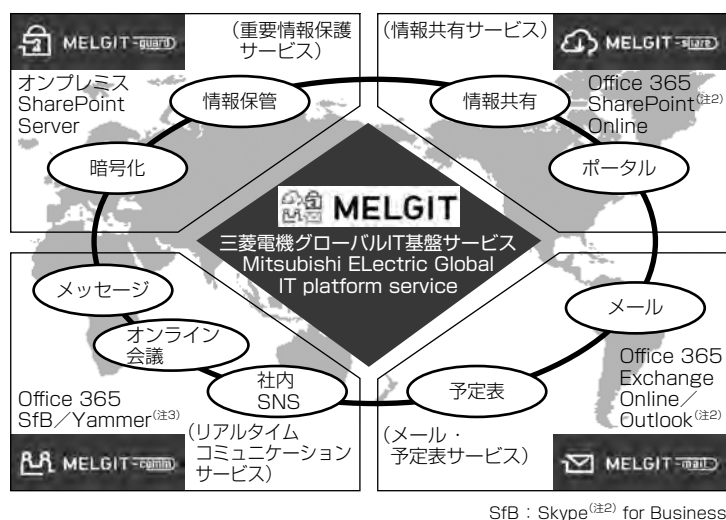 MELGIT-guard
(重要情報保護
サービス)
オンプレミス
SharePoint
Server
情報保管
暗号化
(情報共有サービス)
MELGIT-share
情報共有
Office 365
SharePoint(注2)
Online
ポータル
MELGIT
三菱電機グローバルIT基盤サービス
Mitsubishi ELectric Global
IT platform service
メッセージ
オンライン
会議
社内
SNS
Office 365
SfB/Yammer(注3)
(リアルタイム
コミュニケーション
サービス)
MELGIT-comm
メール
予定表
Office 365
Exchange
Online/
Outlook(注2)
(メール・
予定表サービス)
MELGIT-mail
SfB:Skype(注2) for Business